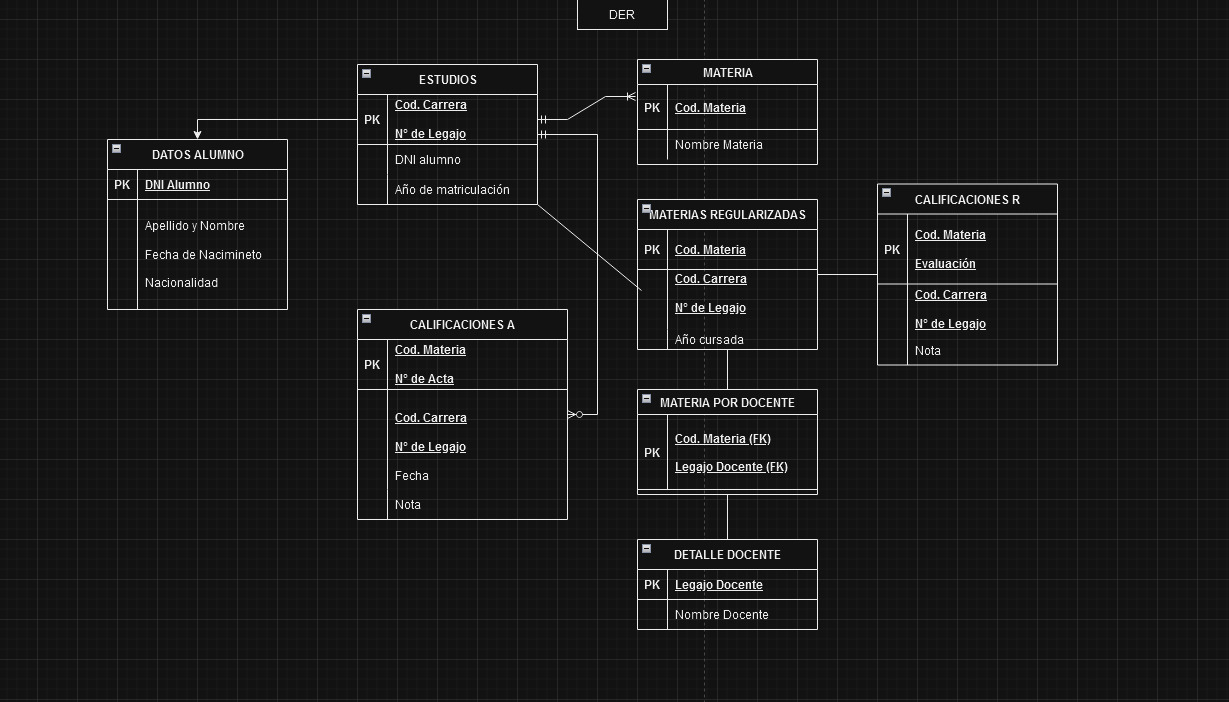 DER
ESTUDIOS
PK
Cod. Carrera
N° de Legajo
DNI alumno
Año de matriculación
MATERIA
PK
Cod. Materia
Nombre Materia
DATOS ALUMNO
PK
DNI Alumno
Apellido y Nombre
Fecha de Nacimineto
Nacionalidad
MATERIAS REGULARIZADAS
PK
Cod. Materia
Cod. Carrera
N° de Legajo
Año cursada
CALIFICACIONES R
PK
Cod. Materia
Evaluación
Cod. Carrera
N° de Legajo
Nota
CALIFICACIONES A
PK
Cod. Materia
N° de Acta
Cod. Carrera
N° de Legajo
Fecha
Nota
MATERIA POR DOCENTE
PK
Cod. Materia (FK)
Legajo Docente (FK)
DETALLE DOCENTE
PK
Legajo Docente
Nombre Docente